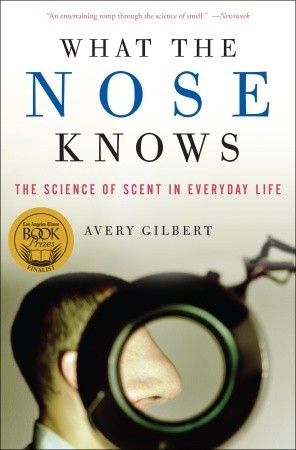 "An entertaining romp through the science of smell." —Newsweek
WHAT THE
NOSE
KNOWS
THE SCIENCE OF SCENT IN EVERYDAY LIFE
Los Angeles Times
BOOK
Prizes
FINALIST
AVERY GILBERT